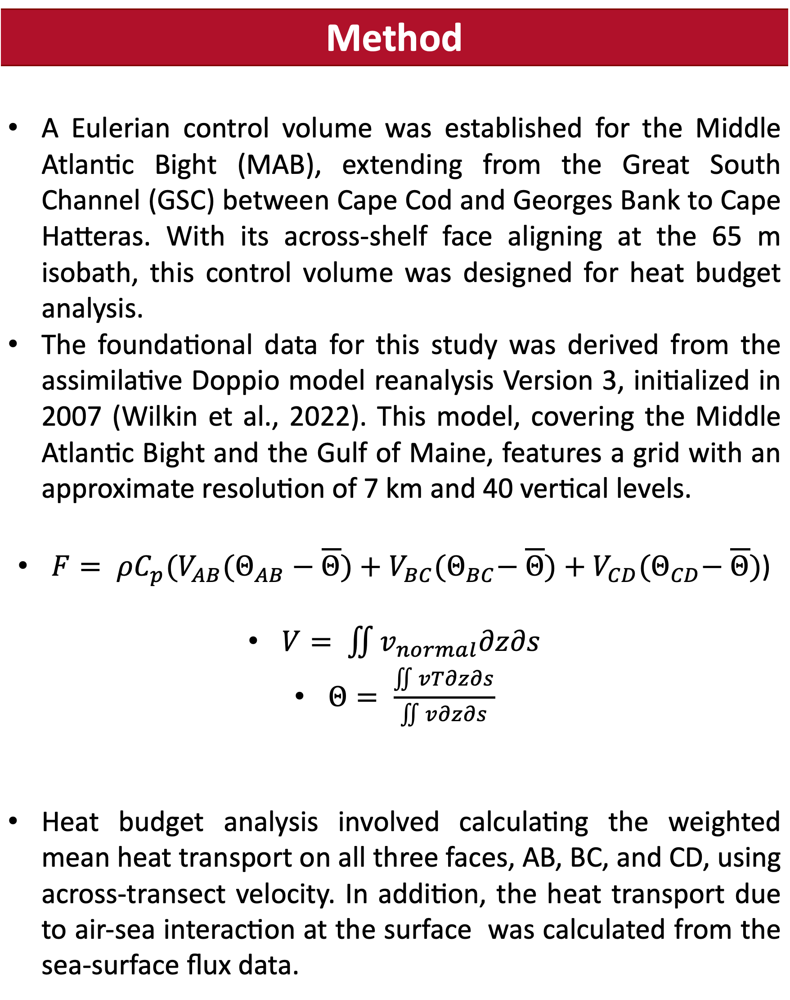 Method
• A Eulerian control volume was established for the Middle
Atlantic Bight (MAB), extending from the Great South
Channel (GSC) between Cape Cod and Georges Bank to Cape
Hatteras. With its across-shelf face aligning at the 65 m
isobath, this control volume was designed for heat budget
analysis.
• The foundational data for this study was derived from the
assimilative Doppio model reanalysis Version 3, initialized in
2007 (Wilkin et al., 2022). This model, covering the Middle
Atlantic Bight and the Gulf of Maine, features a grid with an
approximate resolution of 7 km and 40 vertical levels.
• $F = \rho C_p (V_{AB}(\Theta_{AB} - \overline{\Theta}) + V_{BC}(\Theta_{BC} - \overline{\Theta}) + V_{CD}(\Theta_{CD} - \overline{\Theta}))$
• $V = \iint v_{normal} \partial z \partial s$
• $\Theta = \frac{\iint vT \partial z \partial s}{\iint v \partial z \partial s}$
• Heat budget analysis involved calculating the weighted
mean heat transport on all three faces, AB, BC, and CD, using
across-transect velocity. In addition, the heat transport due
to air-sea interaction at the surface was calculated from the
sea-surface flux data.